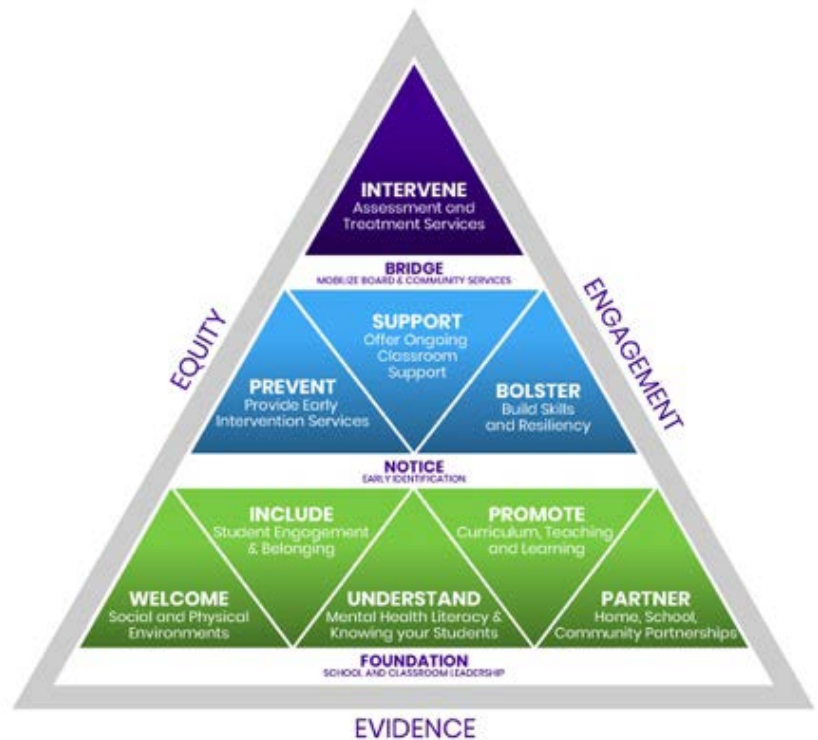 INTERVENE
Assessment and
Treatment Services
BRIDGE
MOBILIZE BOARD & COMMUNITY SERVICES
EQUITY
ENGAGEMENT
SUPPORT
Offer Ongoing
Classroom
Support
PREVENT
Provide Early
Intervention Services
BOLSTER
Build Skills
and Resiliency
NOTICE
EARLY IDENTIFICATION
INCLUDE
Student Engagement
& Belonging
PROMOTE
Curriculum, Teaching
and Learning
WELCOME
Social and Physical
Environments
UNDERSTAND
Mental Health Literacy &
Knowing your Students
PARTNER
Home, School,
Community Partnerships
FOUNDATION
SCHOOL AND CLASSROOM LEADERSHIP
EVIDENCE